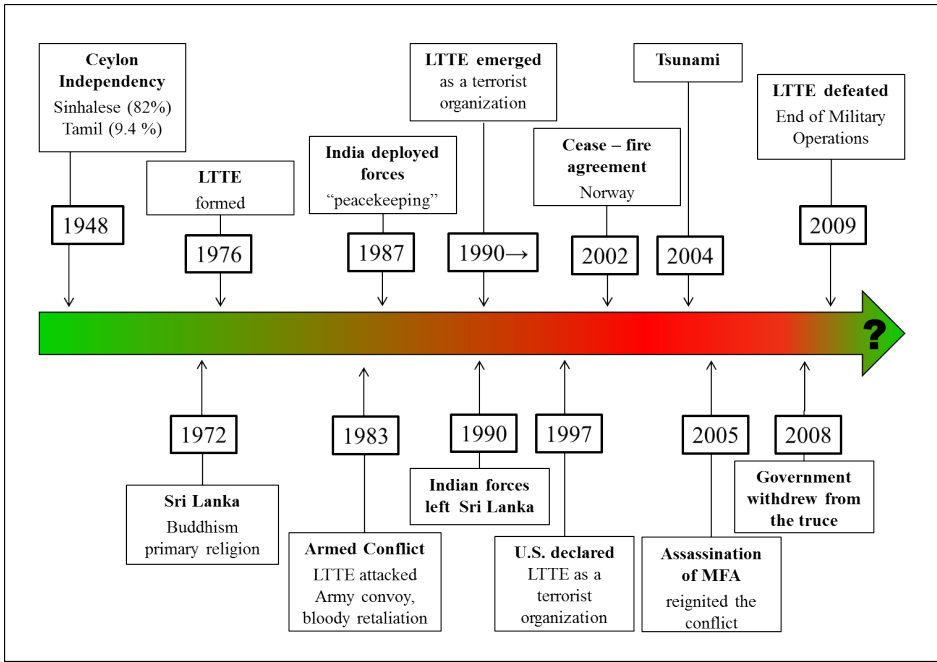 Ceylon
Independency
Sinhalese (82%)
Tamil (9.4 %)
1948
LTTE
formed
1976
India deployed
forces
“peacekeeping”
1987
LTTE emerged
as a terrorist
organization
1990→
Cease – fire
agreement
Norway
2002
Tsunami
2004
LTTE defeated
End of Military
Operations
2009
?
1972
Sri Lanka
Buddhism
primary religion
1983
Armed Conflict
LTTE attacked
Army convoy,
bloody retaliation
1990
Indian forces
left Sri Lanka
1997
U.S. declared
LTTE as a
terrorist
organization
2005
Assassination
of MFA
reignited the
conflict
2008
Government
withdrew from
the truce